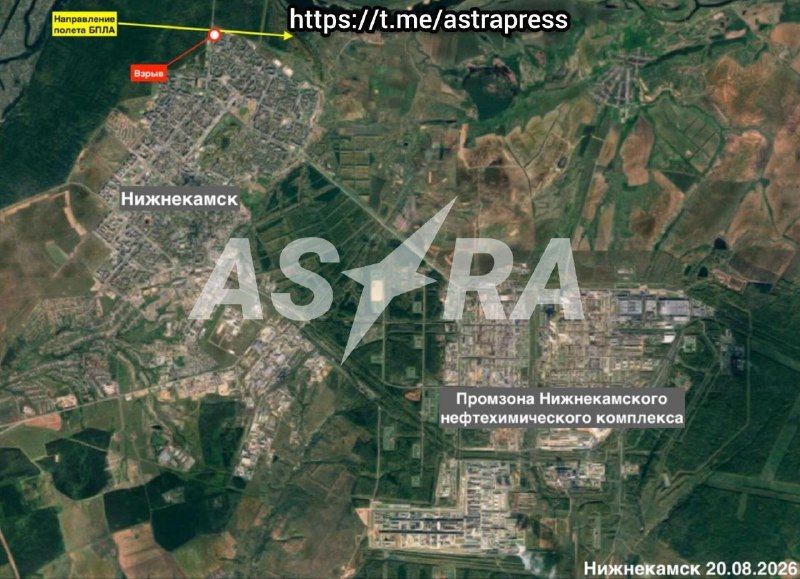 https://t.me/astrapress
Направление
полета БПЛА
Взрыв
Нижнекамск
ASTRA
Промзона Нижнекамского
нефтехимического комплекса
Нижнекамск 20.08.2026